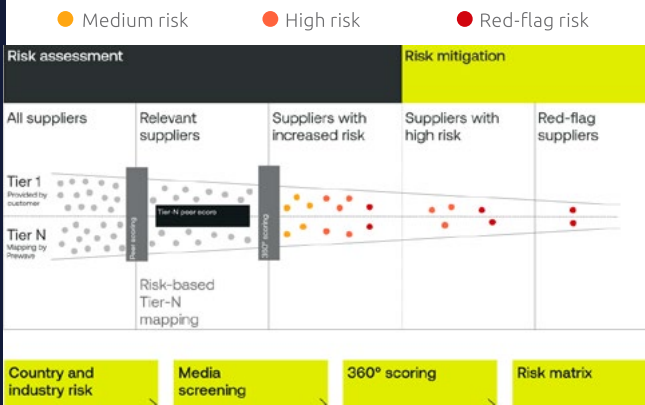 Medium risk
High risk
Red-flag risk
Risk assessment
Risk mitigation
All suppliers
Relevant
suppliers
Suppliers with
increased risk
Suppliers with
high risk
Red-flag
suppliers
Tier 1
Provided by
customer
Tier N
Mapping by
Prewave
Peer scoring
Tier-N peer score
360° scoring
Risk-based
Tier-N
mapping
Country and
industry risk
Media
screening
360° scoring
Risk matrix